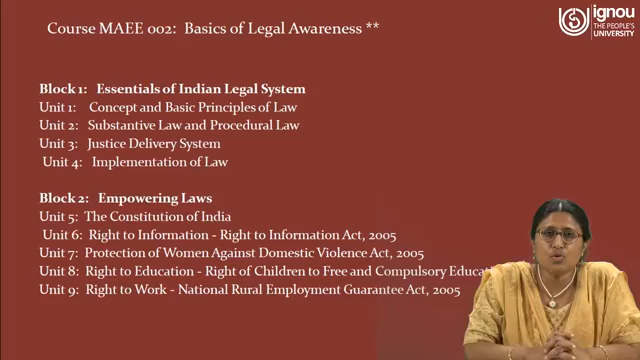 ignou
THE PEOPLE'S
UNIVERSITY
Course MAEE 002: Basics of Legal Awareness **
Block 1: Essentials of Indian Legal System
Unit 1: Concept and Basic Principles of Law
Unit 2: Substantive Law and Procedural Law
Unit 3: Justice Delivery System
Unit 4: Implementation of Law
Block 2: Empowering Laws
Unit 5: The Constitution of India
Unit 6: Right to Information - Right to Information Act, 2005
Unit 7: Protection of Women Against Domestic Violence Act, 2005
Unit 8: Right to Education - Right of Children to Free and Compulsory Educati
Unit 9: Right to Work - National Rural Employment Guarantee Act, 2005